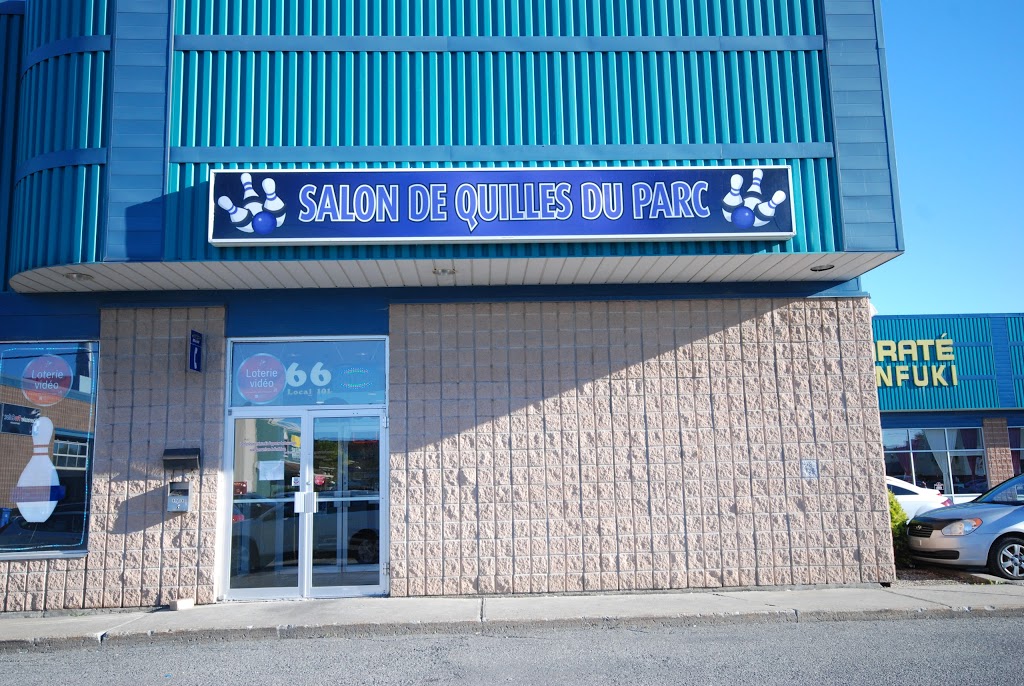 SALON DE QUILLES DU PARC
Loterie
vidéo
Loterie
vidéo
66
Local 101
RATÉ
NFUKI